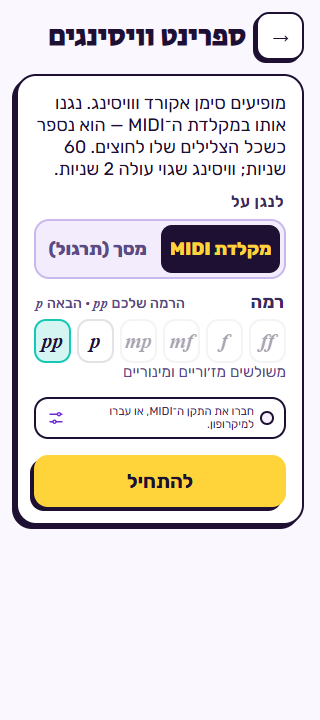 ספרינט וויסינגים
→
מופיעים סימן אקורד ווויסינג. נגנו
אותו במקלדת ה־MIDI — הוא נספר
כשכל הצלילים שלו לחוצים. 60
שניות; וויסינג שגוי עולה 2 שניות.
לנגן על
מקלדת MIDI
מסך (תרגול)
רמה
הרמה שלכם pp • הבאה p
ff
f
mf
mp
p
pp
משולשים מז׳וריים ומינוריים
חברו את התקן ה־MIDI, או עברו
למיקרופון.
להתחיל